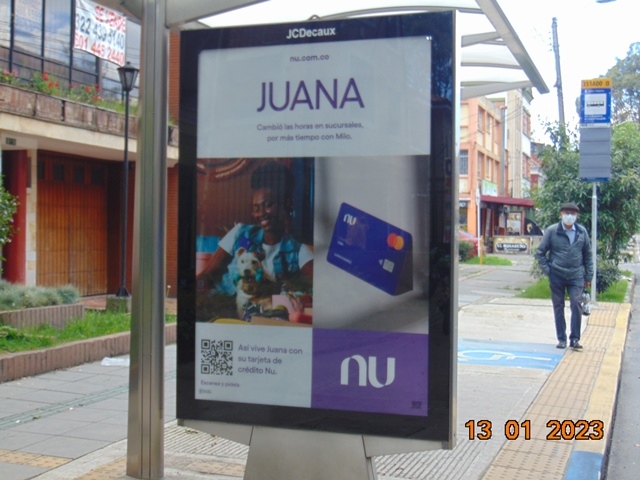 JCDecaux
nu.com.co
JUANA
Cambió las horas en sucursales,
por más tiempo con Milo.
nu
Así vive Juana con
su tarjeta de
crédito Nu.
nu
13 01 2023